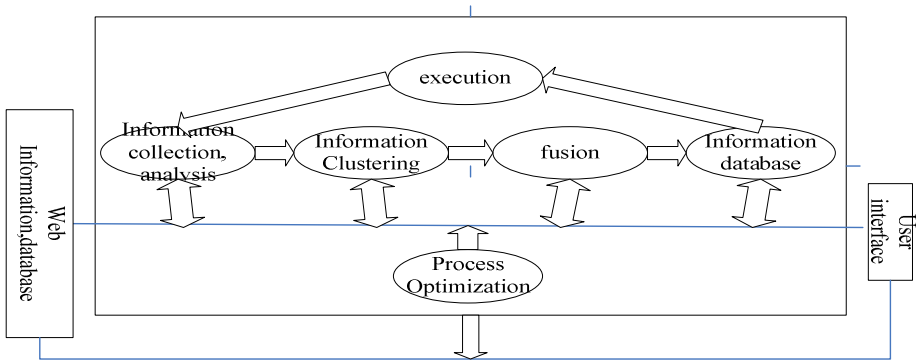 execution
Information
collection,
analysis
Information
Clustering
fusion
Information
database
Web
Information,database
User
interface
Process
Optimization